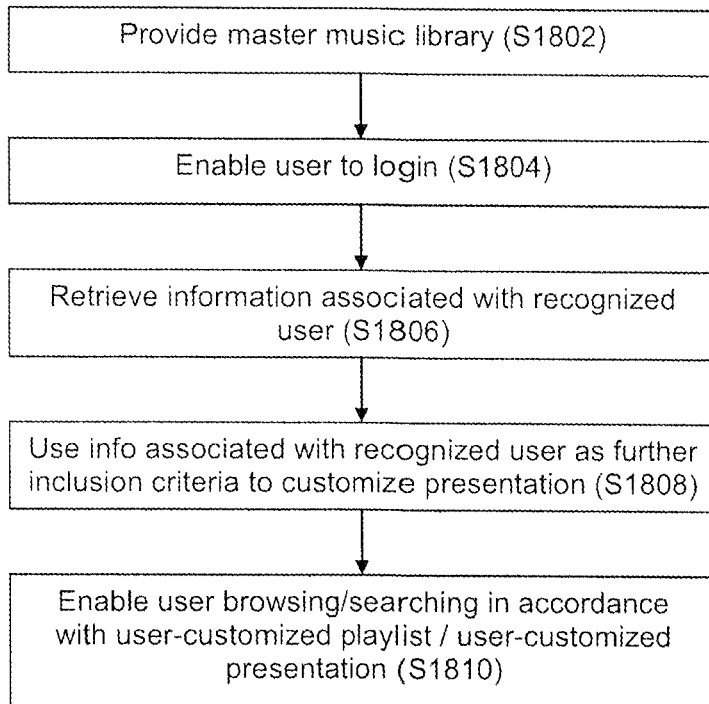 Provide master music library (S1802)
Enable user to login (S1804)
Retrieve information associated with recognized
user (S1806)
Use info associated with recognized user as further
inclusion criteria to customize presentation (S1808)
Enable user browsing/searching in accordance
with user-customized playlist / user-customized
presentation (S1810)